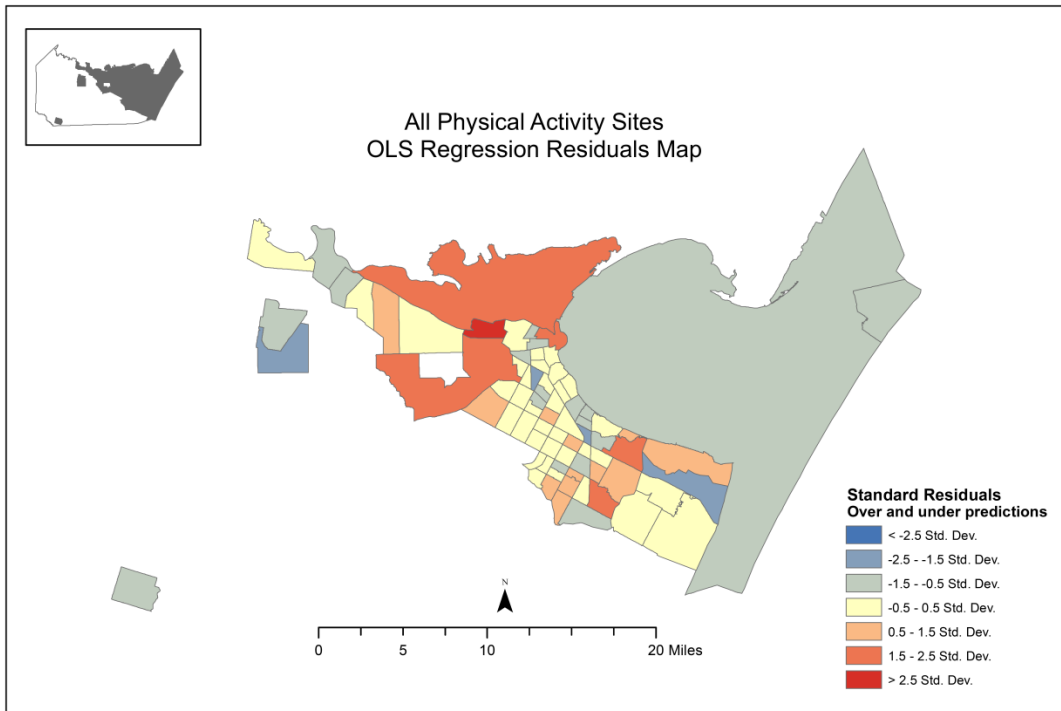 All Physical Activity Sites
OLS Regression Residuals Map
N
0 5 10 20 Miles
Standard Residuals
Over and under predictions
< -2.5 Std. Dev.
-2.5 - -1.5 Std. Dev.
-1.5 - -0.5 Std. Dev.
-0.5 - 0.5 Std. Dev.
0.5 - 1.5 Std. Dev.
1.5 - 2.5 Std. Dev.
> 2.5 Std. Dev.